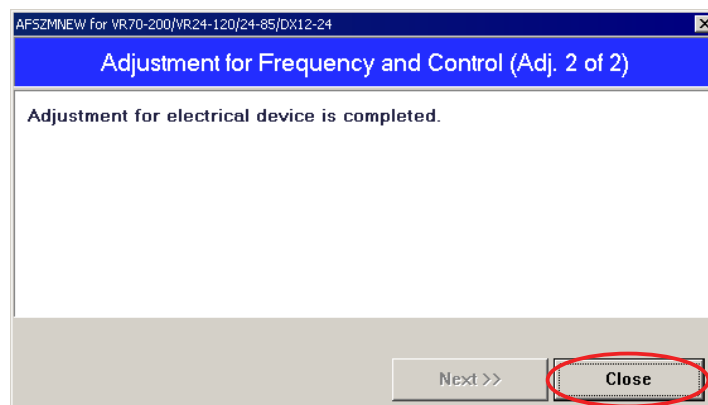 AFSZMNEW for VR70-200/VR24-120/24-85/DX12-24
Adjustment for Frequency and Control (Adj. 2 of 2)
Adjustment for electrical device is completed.
Next >>
Close